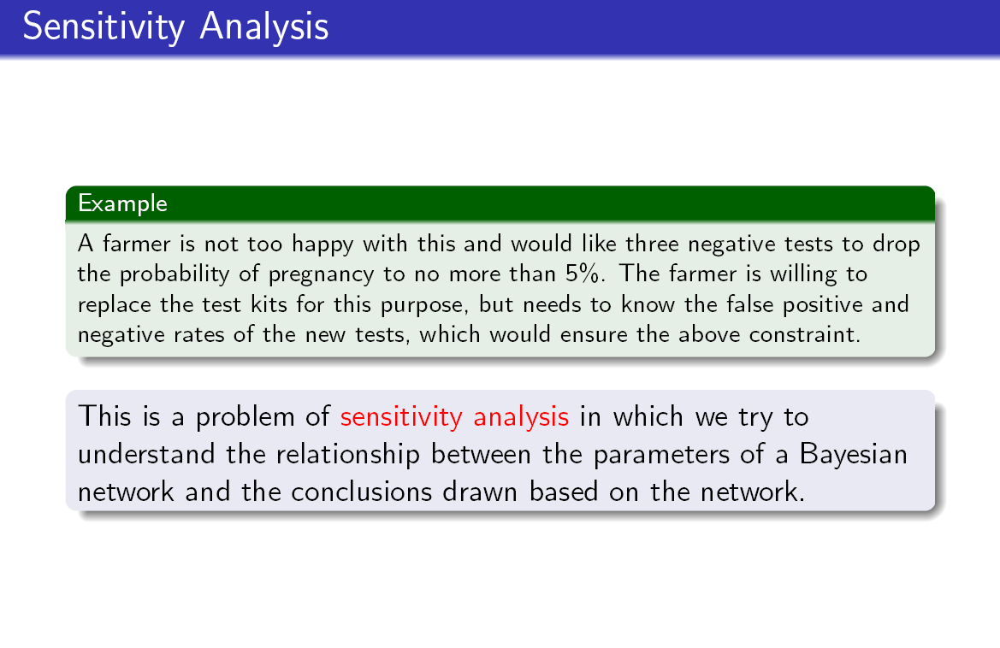 Sensitivity Analysis
Example
A farmer is not too happy with this and would like three negative tests to drop
the probability of pregnancy to no more than 5%. The farmer is willing to
replace the test kits for this purpose, but needs to know the false positive and
negative rates of the new tests, which would ensure the above constraint.
This is a problem of sensitivity analysis in which we try to
understand the relationship between the parameters of a Bayesian
network and the conclusions drawn based on the network.